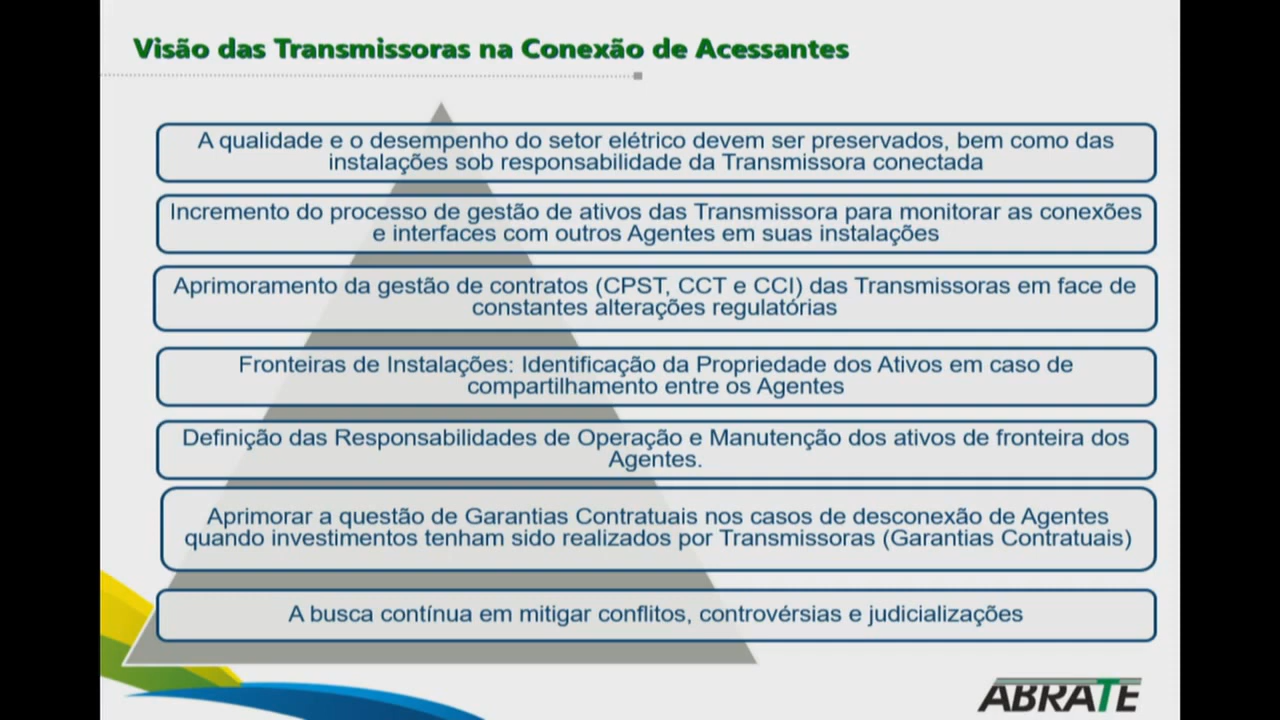 Visão das Transmissoras na Conexão de Acessantes
A qualidade e o desempenho do setor elétrico devem ser preservados, bem como das
instalações sob responsabilidade da Transmissora conectada
Incremento do processo de gestão de ativos das Transmissora para monitorar as conexões
e interfaces com outros Agentes em suas instalações
Aprimoramento da gestão de contratos (CPST, CCT e CCI) das Transmissoras em face de
constantes alterações regulatórias
Fronteiras de Instalações: Identificação da Propriedade dos Ativos em caso de
compartilhamento entre os Agentes
Definição das Responsabilidades de Operação e Manutenção dos ativos de fronteira dos
Agentes.
Aprimorar a questão de Garantias Contratuais nos casos de desconexão de Agentes
quando investimentos tenham sido realizados por Transmissoras (Garantias Contratuais)
A busca contínua em mitigar conflitos, controvérsias e judicializações
ABRATE